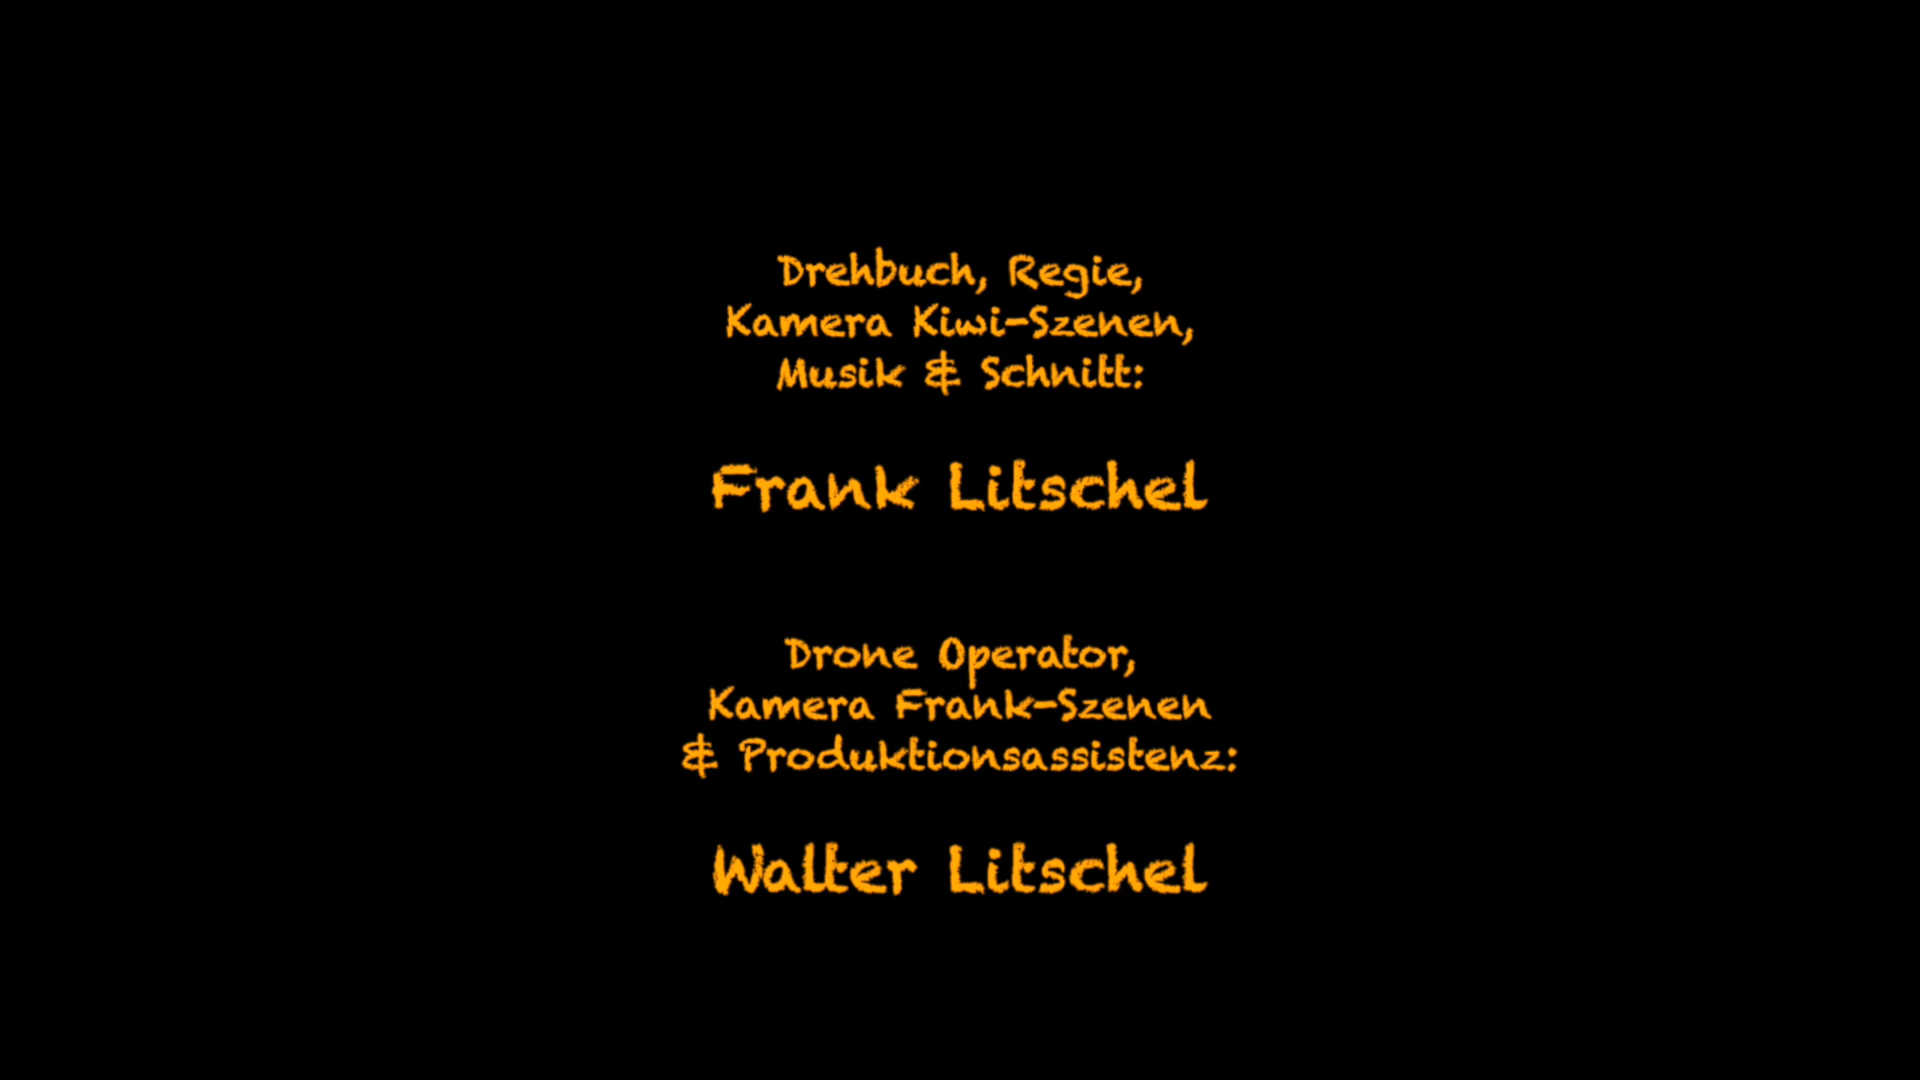 Drehbuch, Regie,
Kamera Kiwi-Szenen,
Musik & Schnitt:
Frank Litschel
Drone Operator,
Kamera Frank-Szenen
& Produktionsassistenz:
Walter Litschel